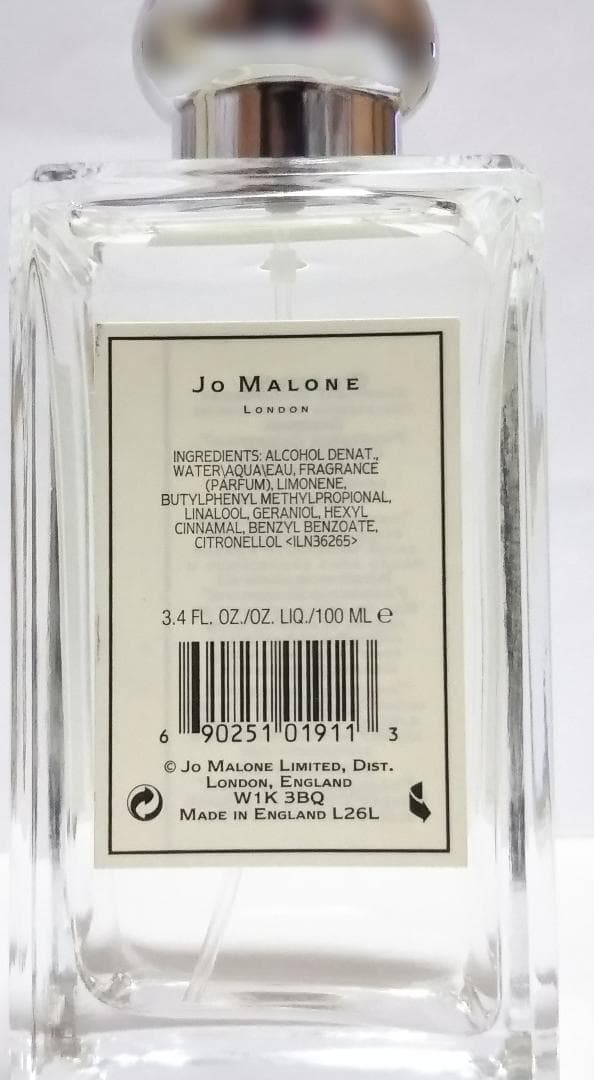 Jo Malone
London
INGREDIENTS: ALCOHOL DENAT.,
WATER\AQUA\EAU, FRAGRANCE
(PARFUM), LIMONENE,
BUTYLPHENYL METHYLPROPIONAL,
LINALOOL, GERANIOL, HEXYL
CINNAMAL, BENZYL BENZOATE,
CITRONELLOL <ILN36265>
3.4 FL. OZ./OZ. LIQ./100 ML ℮
6 90251 01911 3
© Jo Malone Limited, Dist.
London, England
W1K 3BQ
Made in England L26L